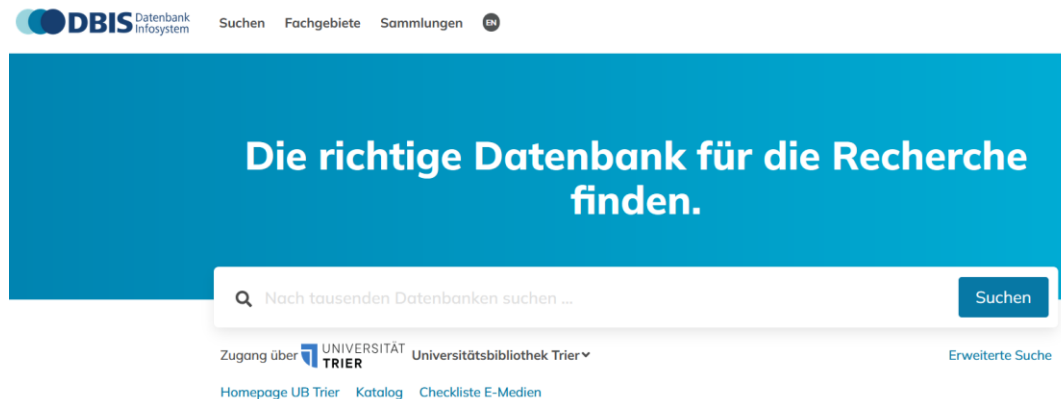 DBIS Datenbank Infosystem Suchen Fachgebiete Sammlungen EN
Die richtige Datenbank für die Recherche
finden.
Nach tausenden Datenbanken suchen ... Suchen
Zugang über UNIVERSITÄT TRIER Universitätsbibliothek Trier Erweiterte Suche
Homepage UB Trier Katalog Checkliste E-Medien